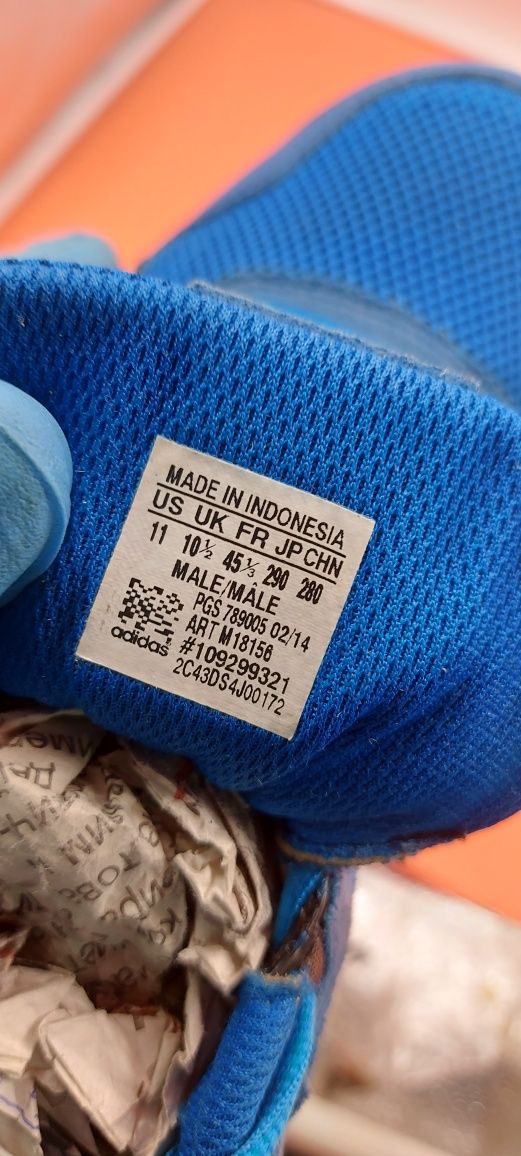 MADE IN INDONESIA
US UK FR JP CHN
11 10½ 45⅓ 290 280
MALE/MÂLE
PGS 789005 02/14
ART M18156
#109299321
2C43DS4J00172
adidas